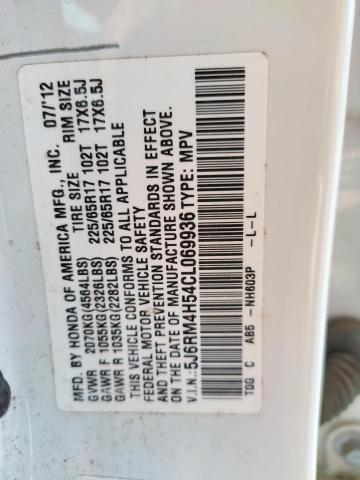 MFD. BY HONDA OF AMERICA MFG., INC. 07/'12
TIRE SIZE RIM SIZE
GVWR 2070KG(4564LBS) 225/65R17 102T 17X6.5J
GAWR F 1055KG(2326LBS) 225/65R17 102T 17X6.5J
GAWR R 1035KG(2282LBS)
THIS VEHICLE CONFORMS TO ALL APPLICABLE
FEDERAL MOTOR VEHICLE SAFETY
AND THEFT PREVENTION STANDARDS IN EFFECT
ON THE DATE OF MANUFACTURE SHOWN ABOVE.
V.I.N.: 5J6RM4H54CL069936 TYPE: MPV
TDG C AB5 -NH603P -L-L